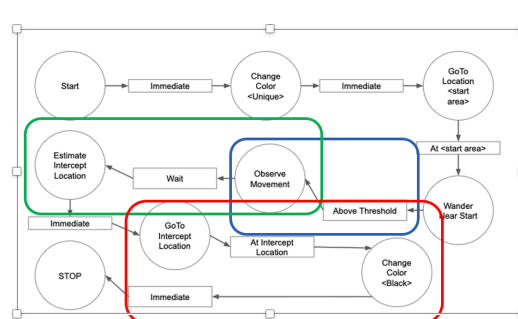 Start
Immediate
Change
Color
<Unique>
Immediate
GoTo
Location
<start
area>
At <start area>
Estimate
Intercept
Location
Wait
Observe
Movement
Above Threshold
Wander
Near Start
Immediate
GoTo
Intercept
Location
At Intercept
Location
Change
Color
<Black>
STOP
Immediate